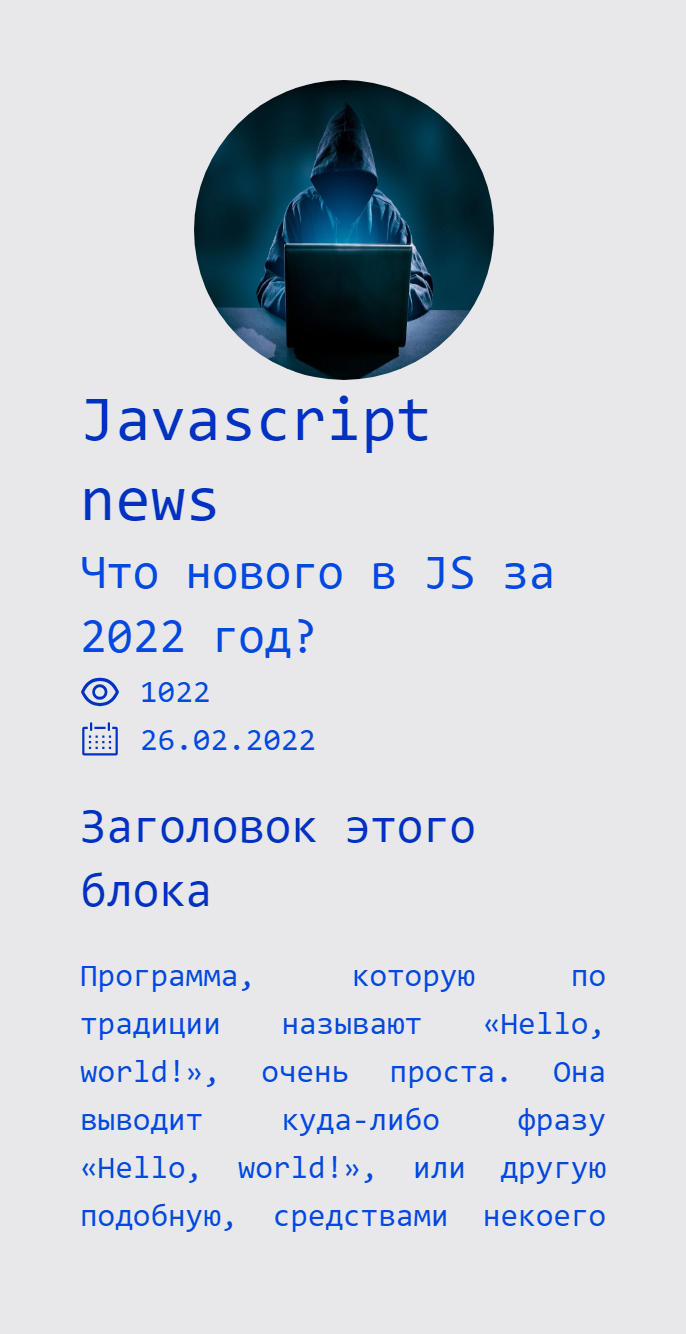 Javascript
news
Что нового в JS за
2022 год?
1022
26.02.2022
Заголовок этого
блока
Программа, которую по
традиции называют «Hello,
world!», очень проста. Она
выводит куда-либо фразу
«Hello, world!», или другую
подобную, средствами некоего